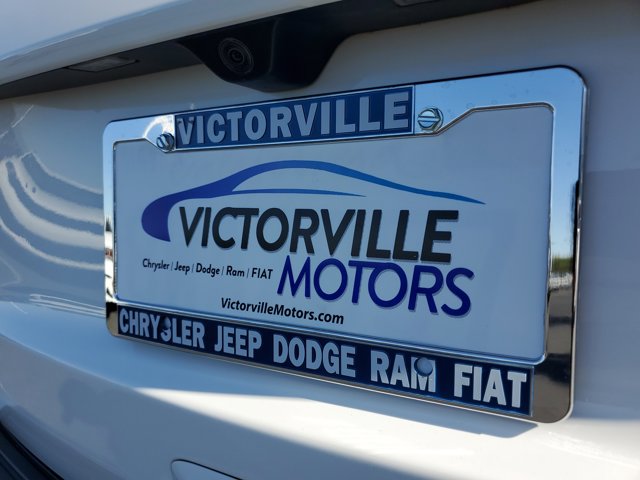 VICTORVILLE
VICTORVILLE
Chrysler | Jeep | Dodge | Ram | FIAT
MOTORS
VictorvilleMotors.com
CHRYSLER JEEP DODGE RAM FIAT